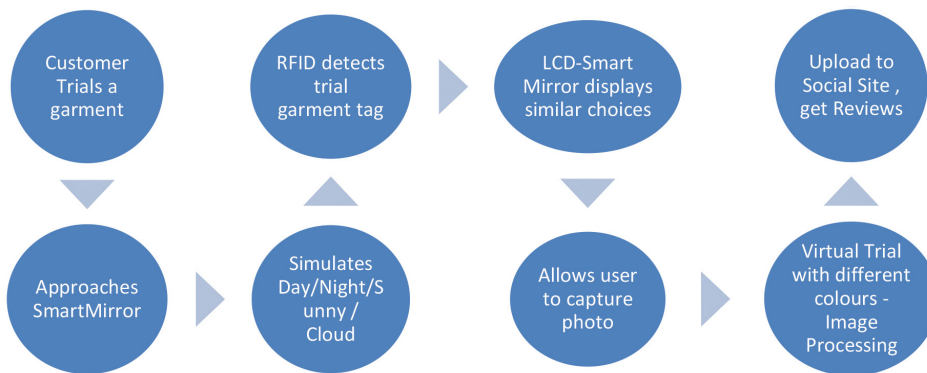 Customer
Trials a
garment
Approaches
SmartMirror
Simulates
Day/Night/S
unny /
Cloud
RFID detects
trial
garment tag
LCD-Smart
Mirror displays
similar choices
Allows user
to capture
photo
Virtual Trial
with different
colours -
Image
Processing
Upload to
Social Site ,
get Reviews